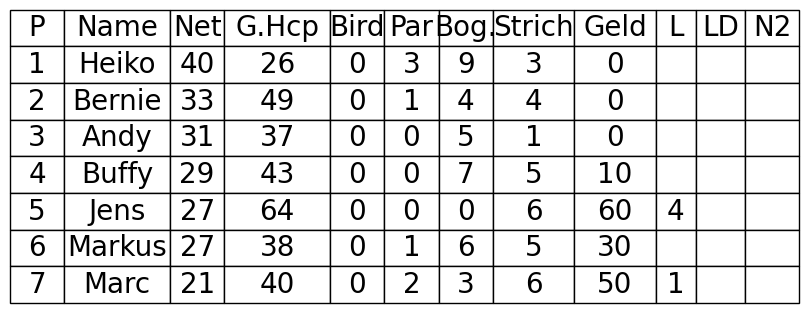 P Name Net G.Hcp Bird Par Bog. Strich Geld L LD N2
1 Heiko 40 26 0 3 9 3 0
2 Bernie 33 49 0 1 4 4 0
3 Andy 31 37 0 0 5 1 0
4 Buffy 29 43 0 0 7 5 10
5 Jens 27 64 0 0 0 6 60 4
6 Markus 27 38 0 1 6 5 30
7 Marc 21 40 0 2 3 6 50 1